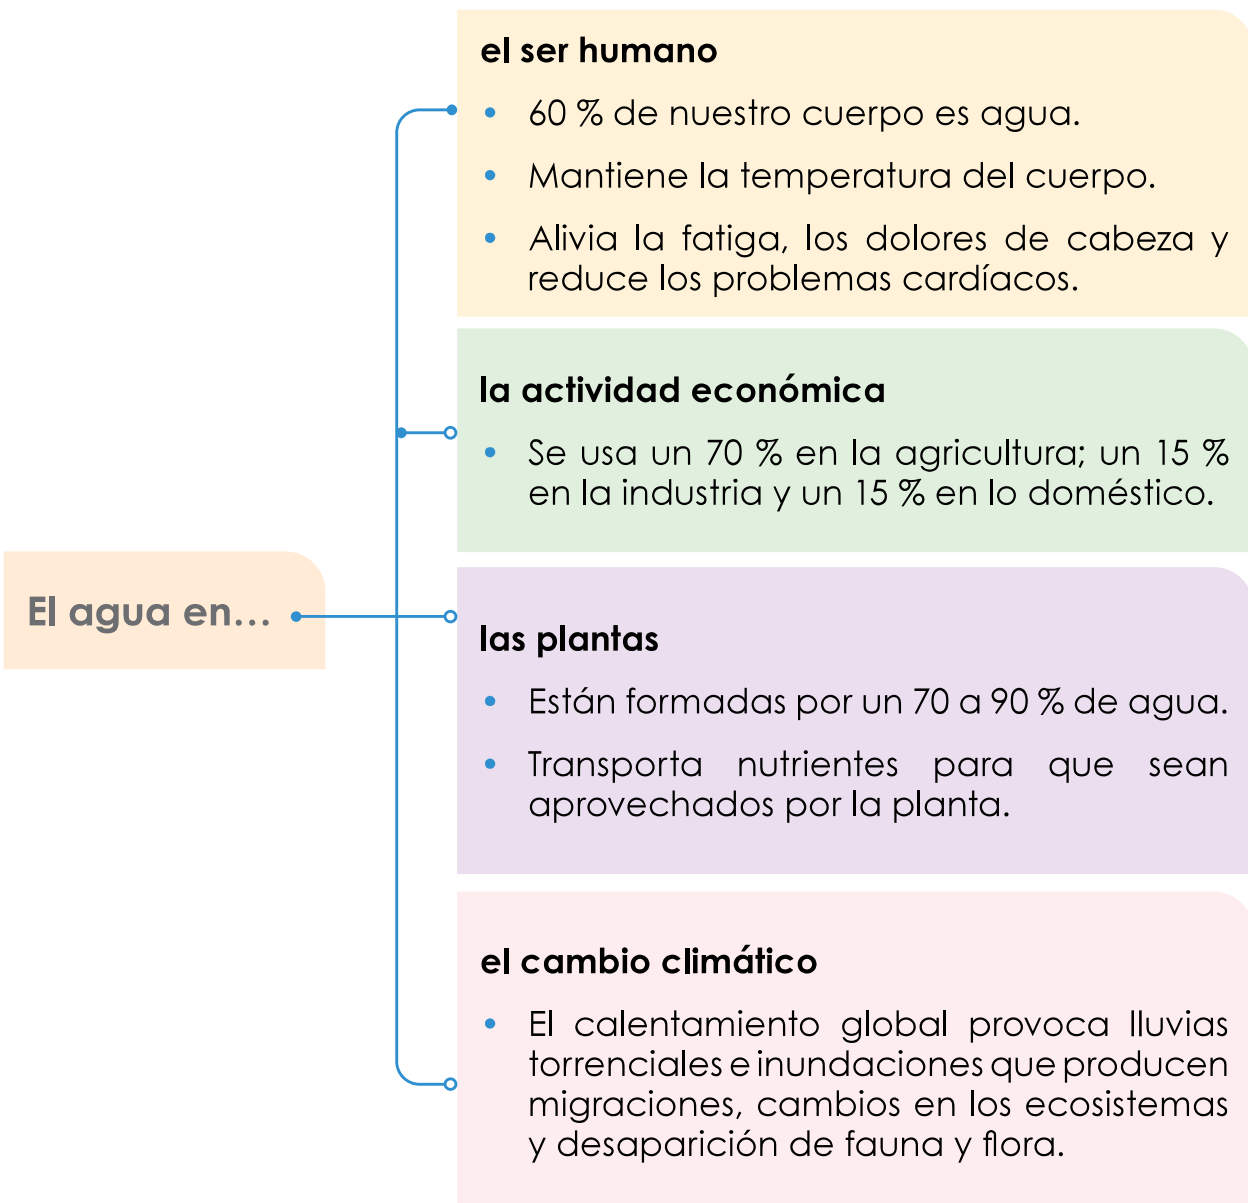 el ser humano
• 60 % de nuestro cuerpo es agua.
• Mantiene la temperatura del cuerpo.
• Alivia la fatiga, los dolores de cabeza y
reduce los problemas cardíacos.
la actividad económica
• Se usa un 70 % en la agricultura; un 15 %
en la industria y un 15 % en lo doméstico.
El agua en...
las plantas
• Están formadas por un 70 a 90 % de agua.
• Transporta nutrientes para que sean
aprovechados por la planta.
el cambio climático
• El calentamiento global provoca lluvias
torrenciales e inundaciones que producen
migraciones, cambios en los ecosistemas
y desaparición de fauna y flora.